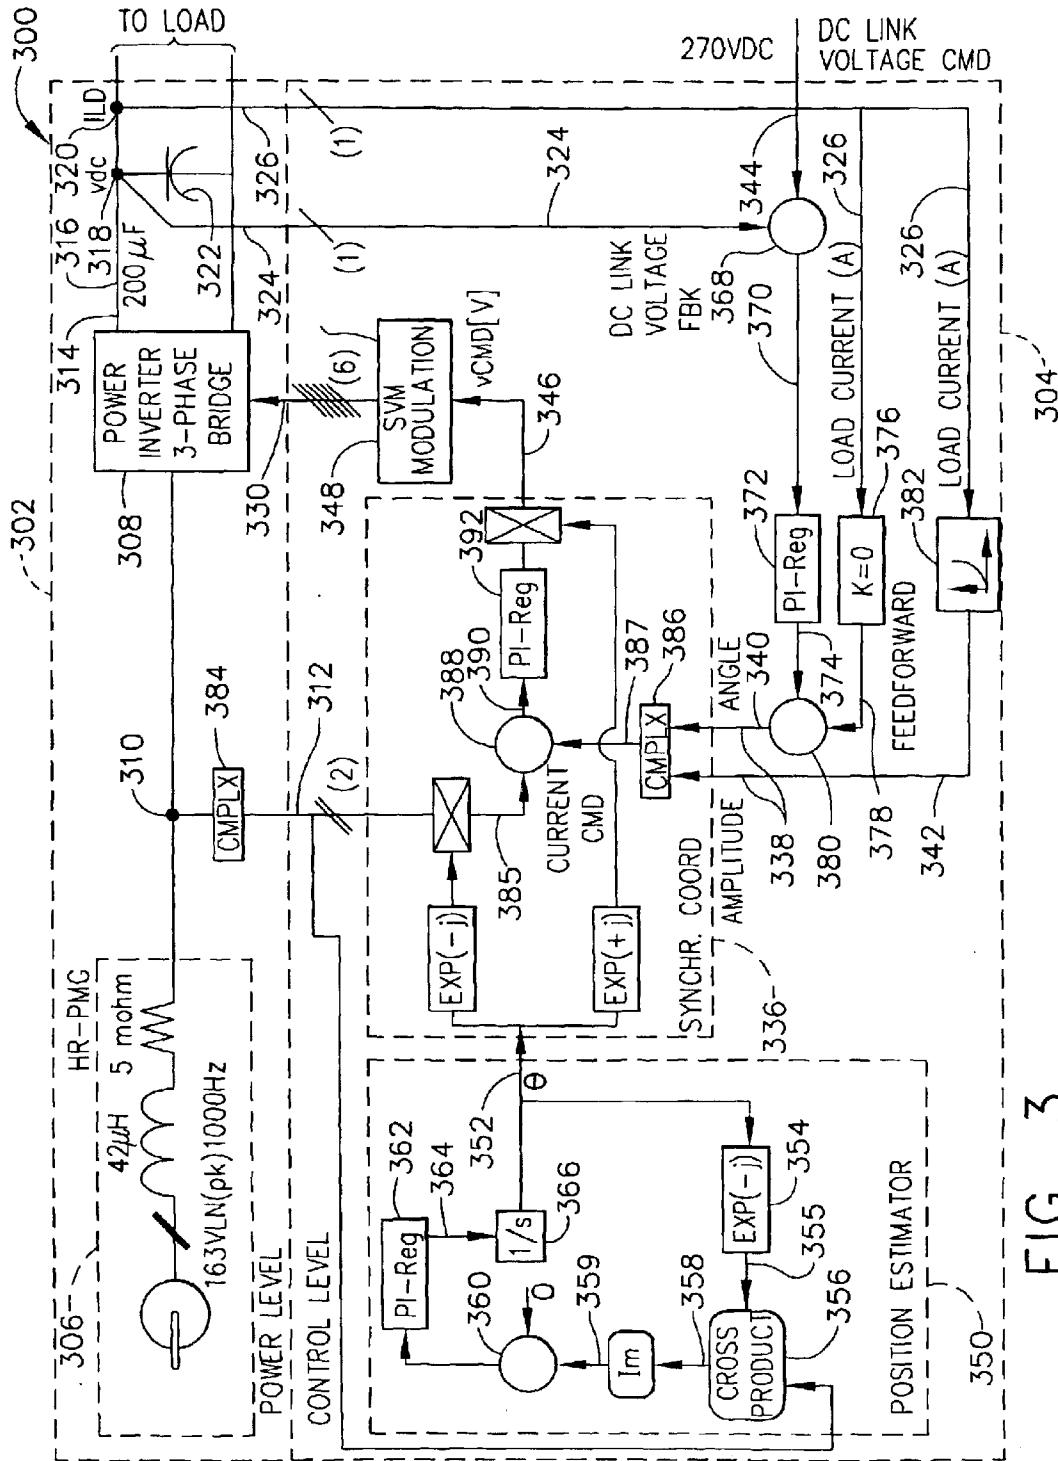 300
302
TO LOAD
320
ILD
vdc
316
318
200µF
314
322
324
326
(1)
(1)
POWER
INVERTER
3-PHASE
BRIDGE
308
330
(6)
310
384
CMPLX
312
(2)
HR-PMG
5 mohm
42µH
163VLN(pk)1000Hz
306
POWER LEVEL
CONTROL LEVEL
348
SVM
MODULATION
vCMD[V]
346
324
DC LINK
VOLTAGE
FBK
270VDC
DC LINK
VOLTAGE CMD
344
368
370
326
LOAD CURRENT (A)
326
LOAD CURRENT (A)
304
392
PI-Reg
390
388
385
CURRENT
CMD
387
386
CMPLX
EXP(-j)
EXP(+j)
SYNCHR. COORD
336
372
PI-Reg
376
K=0
382
374
340
ANGLE
FEEDFORWARD
AMPLITUDE
338
380
378
342
362
PI-Reg
364
352
θ
1/s
366
360
0
359
Im
358
354
EXP(-j)
355
CROSS
PRODUCT
356
POSITION ESTIMATOR
350
FIG. 3